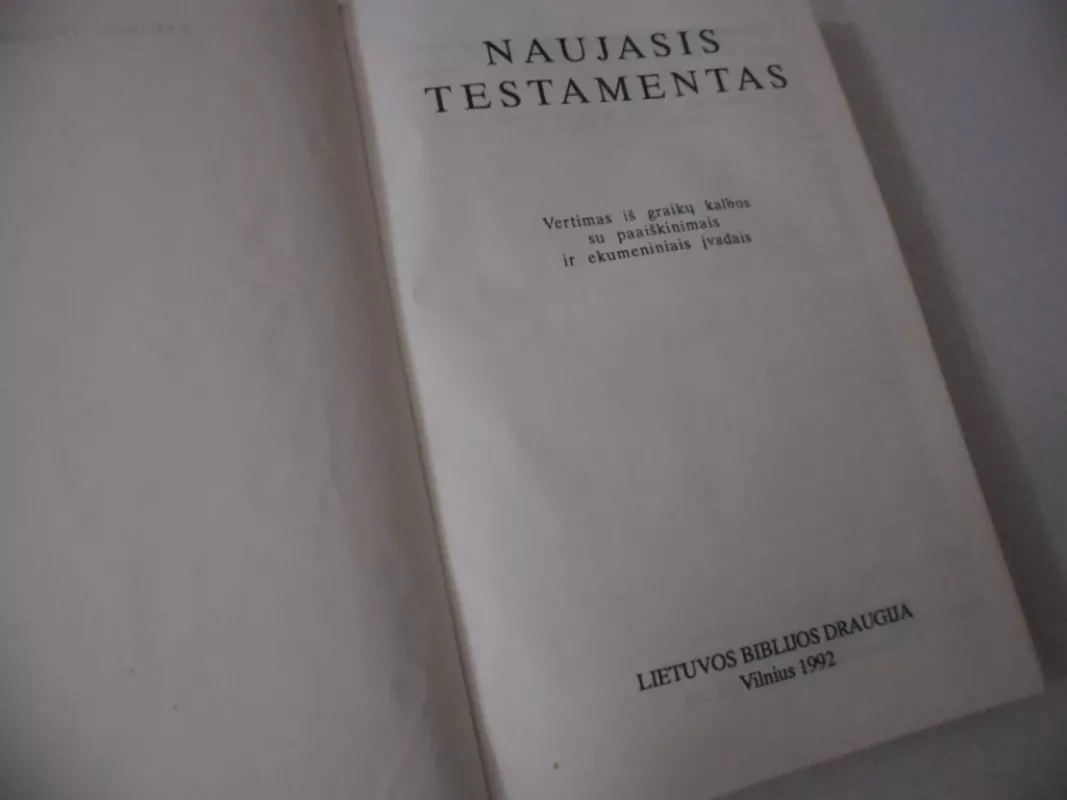 NAUJASIS
TESTAMENTAS
Vertimas iš graikų kalbos
su paaiškinimais
ir ekumeniniais įvadais
LIETUVOS BIBLIJOS DRAUGIJA
Vilnius 1992